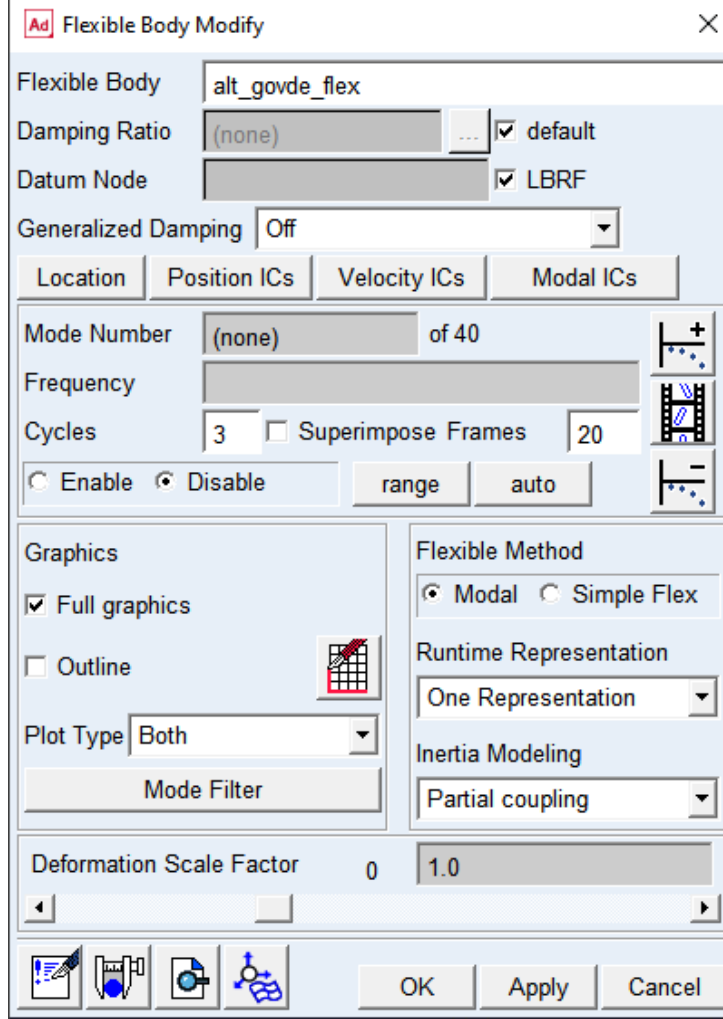 Ad Flexible Body Modify
Flexible Body alt_govde_flex
Damping Ratio (none) ... default
Datum Node LBRF
Generalized Damping Off
Location Position ICs Velocity ICs Modal ICs
Mode Number (none) of 40
Frequency
Cycles 3 Superimpose Frames 20
Enable Disable range auto
Graphics
Full graphics
Outline
Plot Type Both
Mode Filter
Flexible Method
Modal Simple Flex
Runtime Representation
One Representation
Inertia Modeling
Partial coupling
Deformation Scale Factor 0 1.0
OK Apply Cancel